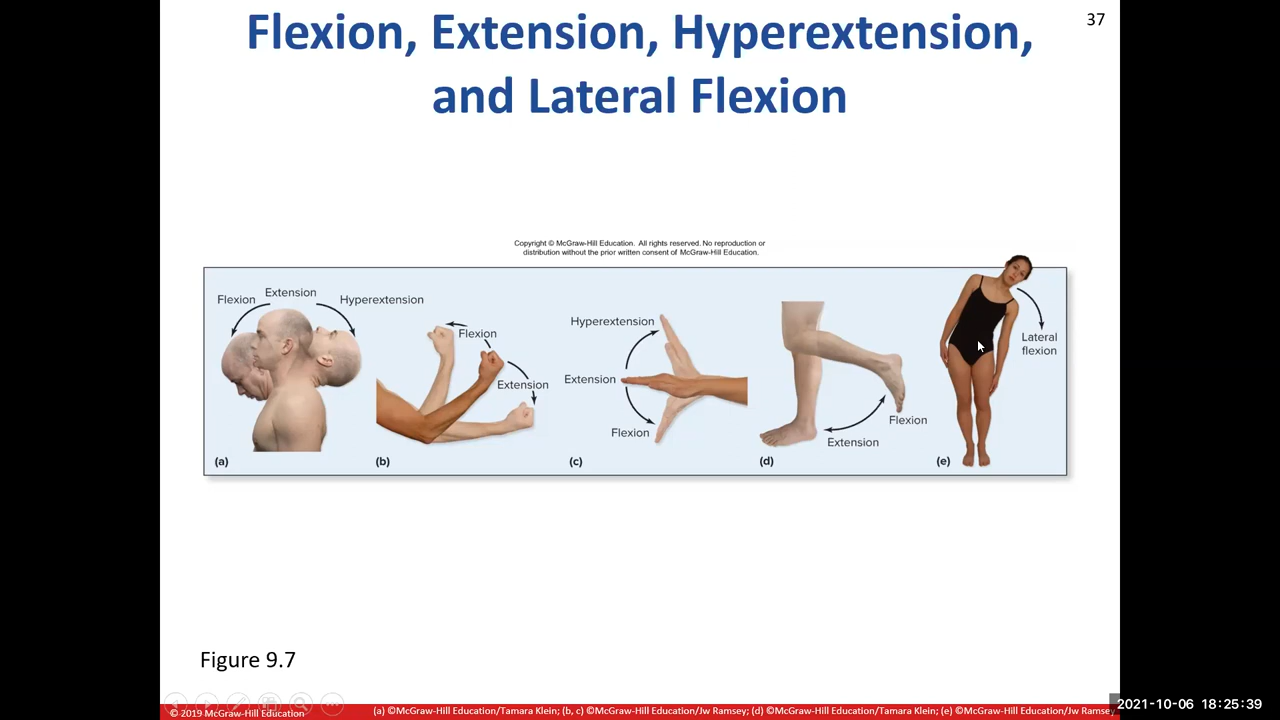 Flexion, Extension, Hyperextension,
and Lateral Flexion
37
Copyright © McGraw-Hill Education. All rights reserved. No reproduction or
distribution without the prior written consent of McGraw-Hill Education.
Flexion
Extension
Hyperextension
(a)
Flexion
Extension
(b)
Hyperextension
Extension
Flexion
(c)
Flexion
Extension
(d)
Lateral
flexion
(e)
Figure 9.7
© 2019 McGraw-Hill Education
(a) ©McGraw-Hill Education/Tamara Klein; (b, c) ©McGraw-Hill Education/Jw Ramsey; (d) ©McGraw-Hill Education/Tamara Klein; (e) ©McGraw-Hill Education/Jw Ramsey
2021-10-06 18:25:39